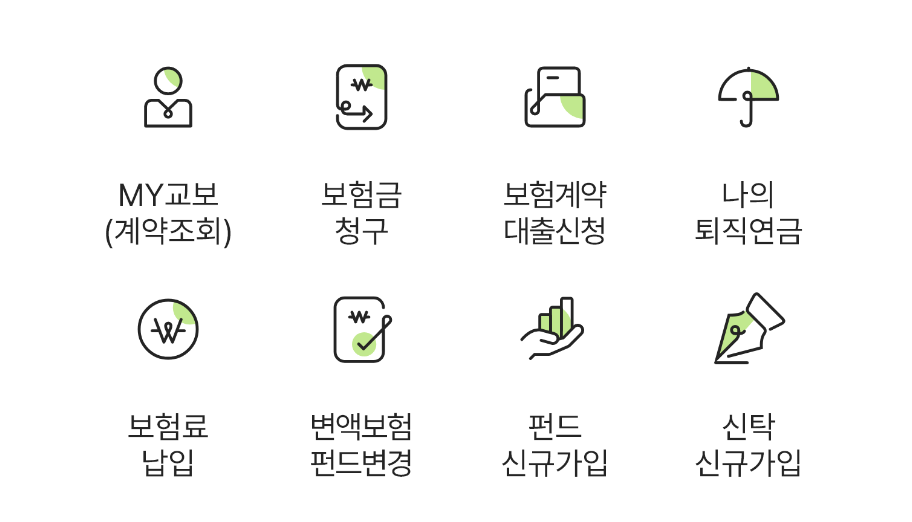 MY교보
(계약조회)
보험금
청구
보험계약
대출신청
나의
퇴직연금
보험료
납입
변액보험
펀드변경
펀드
신규가입
신탁
신규가입